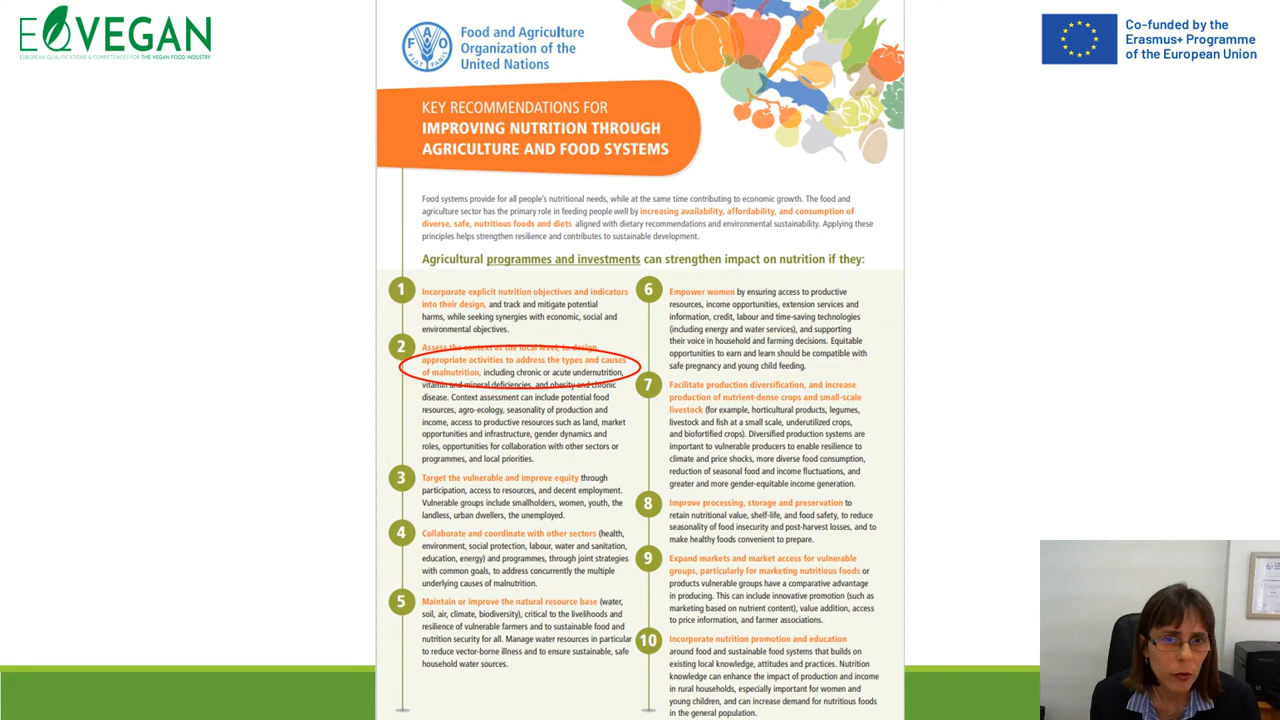 EQVEGAN
EUROPEAN QUALIFICATIONS & COMPETENCES FOR THE VEGAN FOOD INDUSTRY
FAO
FIAT PANIS
Food and Agriculture
Organization of the
United Nations
Co-funded by the
Erasmus+ Programme
of the European Union
KEY RECOMMENDATIONS FOR
IMPROVING NUTRITION THROUGH
AGRICULTURE AND FOOD SYSTEMS
Food systems provide for all people's nutritional needs, while at the same time contributing to economic growth. The food and
agriculture sector has the primary role in feeding people well by increasing availability, affordability, and consumption of
diverse, safe, nutritious foods and diets aligned with dietary recommendations and environmental sustainability. Applying these
principles helps strengthen resilience and contributes to sustainable development.
Agricultural programmes and investments can strengthen impact on nutrition if they:
1
Incorporate explicit nutrition objectives and indicators
into their design, and track and mitigate potential
harms, while seeking synergies with economic, social and
environmental objectives.
2
Assess the context at the local level, to design
appropriate activities to address the types and causes
of malnutrition, including chronic or acute undernutrition,
vitamin and mineral deficiencies, and obesity and chronic
disease. Context assessment can include potential food
resources, agro-ecology, seasonality of production and
income, access to productive resources such as land, market
opportunities and infrastructure, gender dynamics and
roles, opportunities for collaboration with other sectors or
programmes, and local priorities.
3
Target the vulnerable and improve equity through
participation, access to resources, and decent employment.
Vulnerable groups include smallholders, women, youth, the
landless, urban dwellers, the unemployed.
4
Collaborate and coordinate with other sectors (health,
environment, social protection, labour, water and sanitation,
education, energy) and programmes, through joint strategies
with common goals, to address concurrently the multiple
underlying causes of malnutrition.
5
Maintain or improve the natural resource base (water,
soil, air, climate, biodiversity), critical to the livelihoods and
resilience of vulnerable farmers and to sustainable food and
nutrition security for all. Manage water resources in particular
to reduce vector-borne illness and to ensure sustainable, safe
household water sources.
6
Empower women by ensuring access to productive
resources, income opportunities, extension services and
information, credit, labour and time-saving technologies
(including energy and water services), and supporting
their voice in household and farming decisions. Equitable
opportunities to earn and learn should be compatible with
safe pregnancy and young child feeding.
7
Facilitate production diversification, and increase
production of nutrient-dense crops and small-scale
livestock (for example, horticultural products, legumes,
livestock and fish at a small scale, underutilized crops,
and biofortified crops). Diversified production systems are
important to vulnerable producers to enable resilience to
climate and price shocks, more diverse food consumption,
reduction of seasonal food and income fluctuations, and
greater and more gender-equitable income generation.
8
Improve processing, storage and preservation to
retain nutritional value, shelf-life, and food safety, to reduce
seasonality of food insecurity and post-harvest losses, and to
make healthy foods convenient to prepare.
9
Expand markets and market access for vulnerable
groups, particularly for marketing nutritious foods or
products vulnerable groups have a comparative advantage
in producing. This can include innovative promotion (such as
marketing based on nutrient content), value addition, access
to price information, and farmer associations.
10
Incorporate nutrition promotion and education
around food and sustainable food systems that builds on
existing local knowledge, attitudes and practices. Nutrition
knowledge can enhance the impact of production and income
in rural households, especially important for women and
young children, and can increase demand for nutritious foods
in the general population.